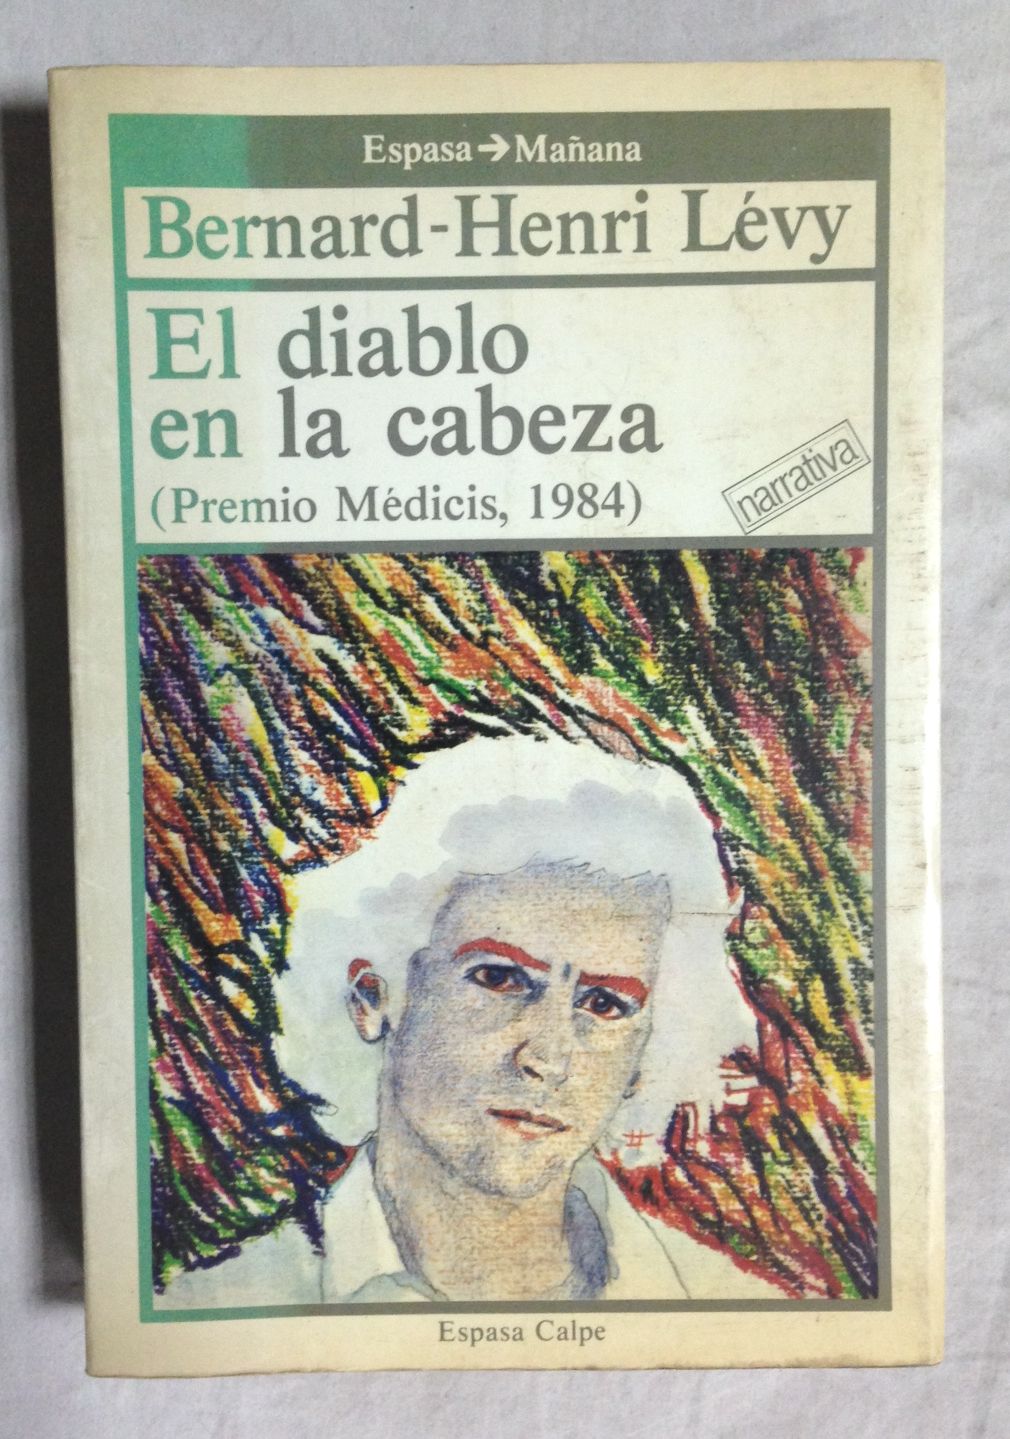 Espasa→Mañana
Bernard-Henri Lévy
El diablo
en la cabeza
(Premio Médicis, 1984)
narrativa
Espasa Calpe